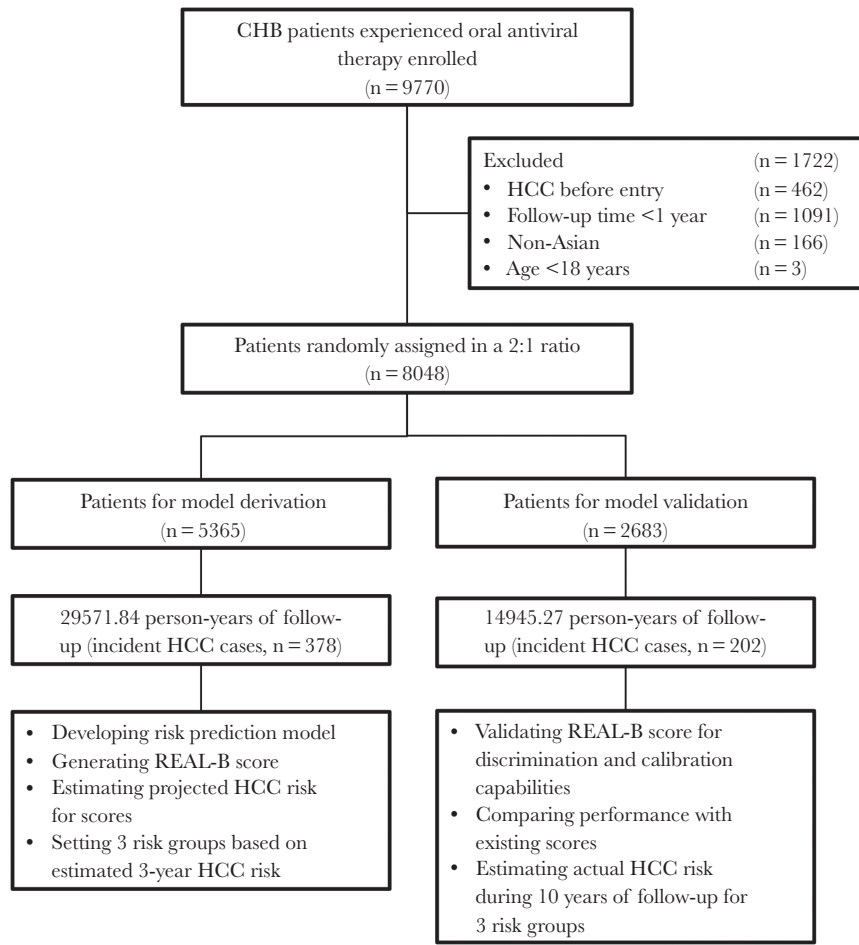 CHB patients experienced oral antiviral
therapy enrolled
(n = 9770)
Excluded (n = 1722)
• HCC before entry (n = 462)
• Follow-up time <1 year (n = 1091)
• Non-Asian (n = 166)
• Age <18 years (n = 3)
Patients randomly assigned in a 2:1 ratio
(n = 8048)
Patients for model derivation
(n = 5365)
Patients for model validation
(n = 2683)
29571.84 person-years of follow-
up (incident HCC cases, n = 378)
14945.27 person-years of follow-
up (incident HCC cases, n = 202)
• Developing risk prediction model
• Generating REAL-B score
• Estimating projected HCC risk
for scores
• Setting 3 risk groups based on
estimated 3-year HCC risk
• Validating REAL-B score for
discrimination and calibration
capabilities
• Comparing performance with
existing scores
• Estimating actual HCC risk
during 10 years of follow-up for
3 risk groups